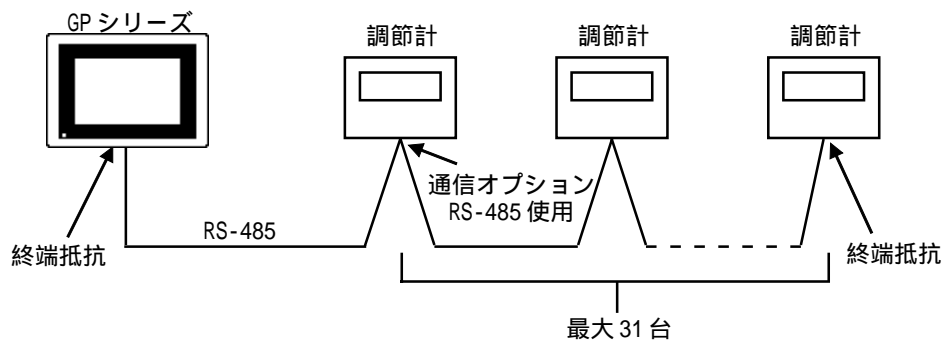 GPシリーズ
調節計
調節計
調節計
通信オプション
RS-485 使用
RS-485
終端抵抗
終端抵抗
最大 31 台